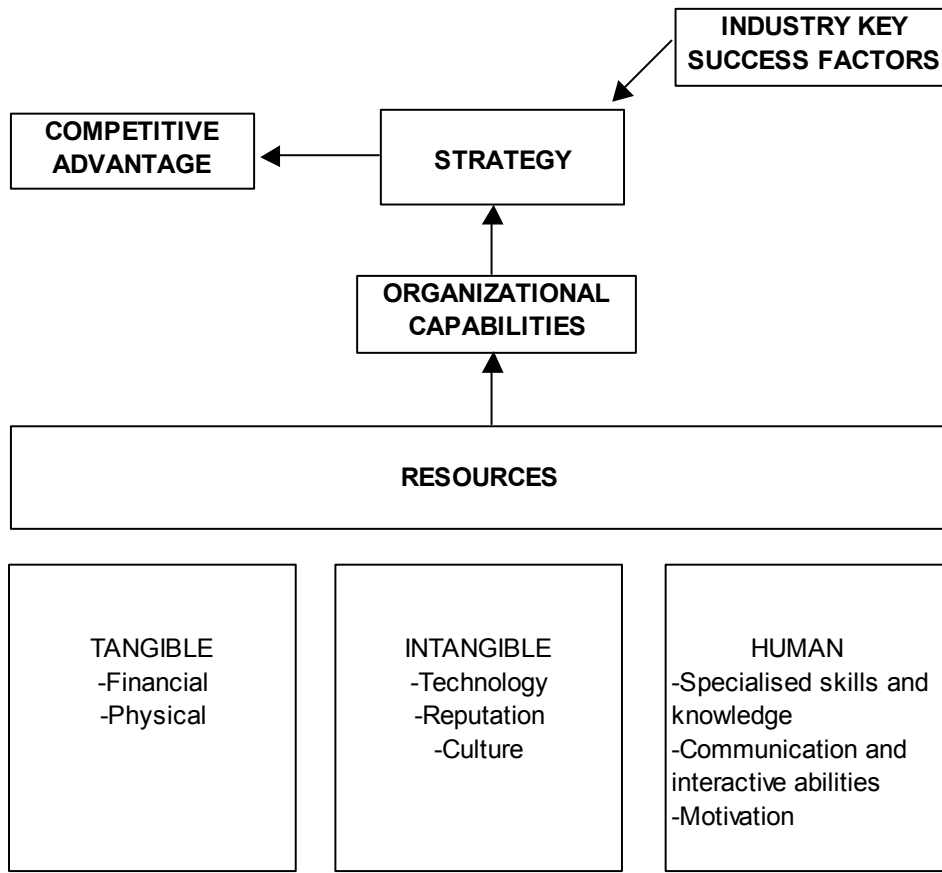 INDUSTRY KEY
SUCCESS FACTORS
COMPETITIVE
ADVANTAGE
STRATEGY
ORGANIZATIONAL
CAPABILITIES
RESOURCES
TANGIBLE
-Financial
-Physical
INTANGIBLE
-Technology
-Reputation
-Culture
HUMAN
-Specialised skills and
knowledge
-Communication and
interactive abilities
-Motivation